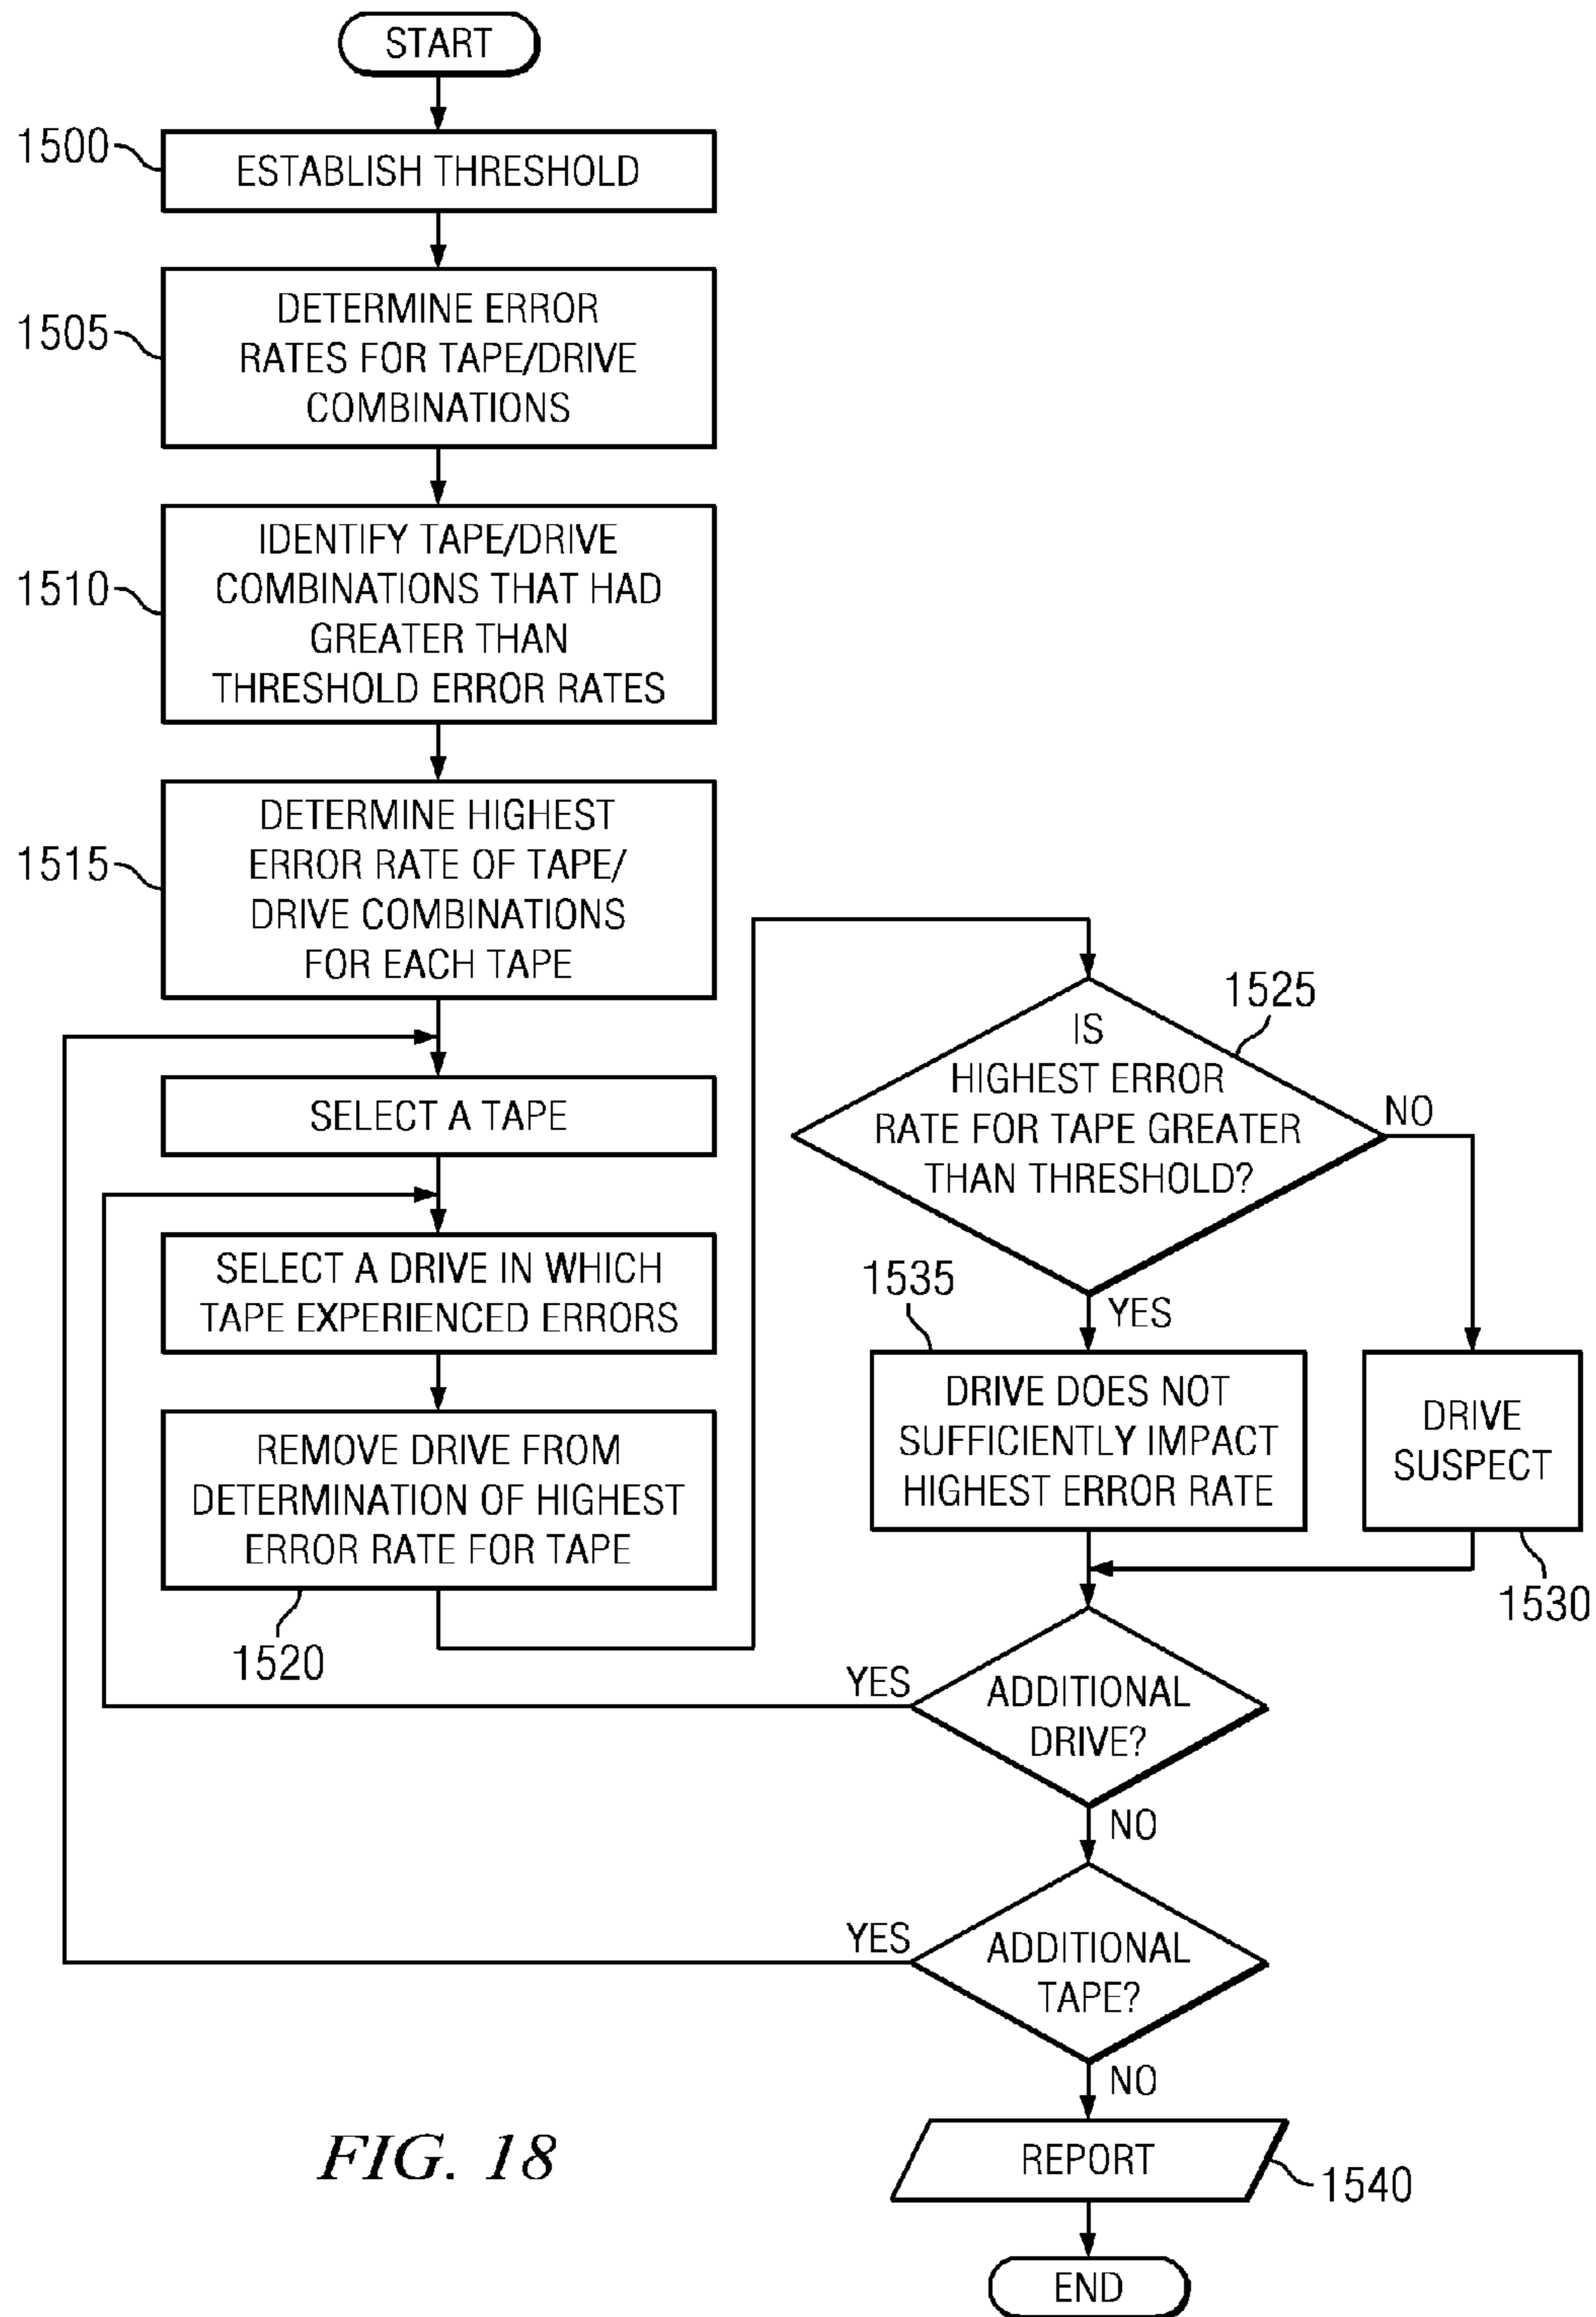 START
1500
ESTABLISH THRESHOLD
1505
DETERMINE ERROR
RATES FOR TAPE/DRIVE
COMBINATIONS
1510
IDENTIFY TAPE/DRIVE
COMBINATIONS THAT HAD
GREATER THAN
THRESHOLD ERROR RATES
1515
DETERMINE HIGHEST
ERROR RATE OF TAPE/
DRIVE COMBINATIONS
FOR EACH TAPE
SELECT A TAPE
SELECT A DRIVE IN WHICH
TAPE EXPERIENCED ERRORS
REMOVE DRIVE FROM
DETERMINATION OF HIGHEST
ERROR RATE FOR TAPE
1520
1525
IS
HIGHEST ERROR
RATE FOR TAPE GREATER
THAN THRESHOLD?
NO
YES
1535
DRIVE DOES NOT
SUFFICIENTLY IMPACT
HIGHEST ERROR RATE
DRIVE
SUSPECT
1530
YES
ADDITIONAL
DRIVE?
NO
YES
ADDITIONAL
TAPE?
NO
REPORT
1540
END
FIG. 18